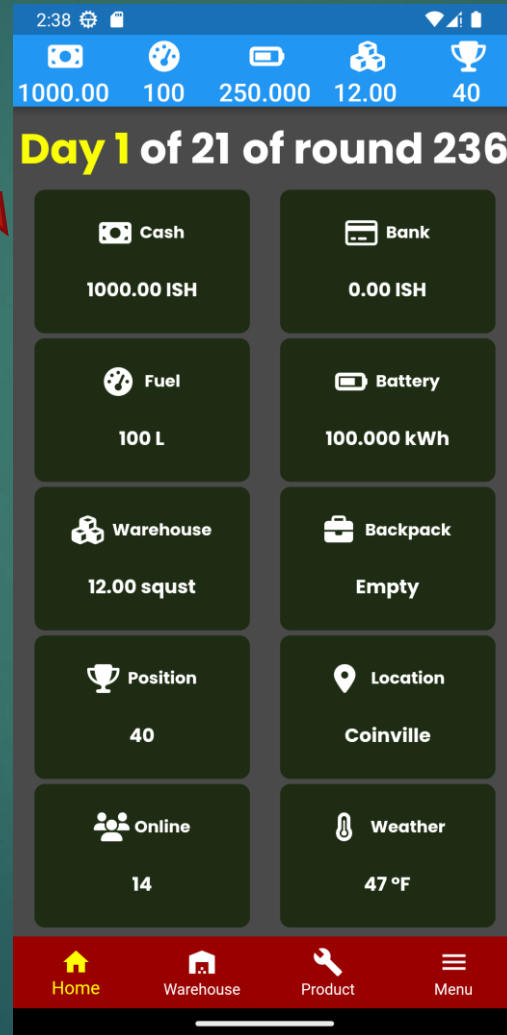 2:38
1000.00 100 250.000 12.00 40
Day 1 of 21 of round 236
Cash Bank
1000.00 ISH 0.00 ISH
Fuel Battery
100 L 100.000 kWh
Warehouse Backpack
12.00 squst Empty
Position Location
40 Coinville
Online Weather
14 47 ºF
Home Warehouse Product Menu